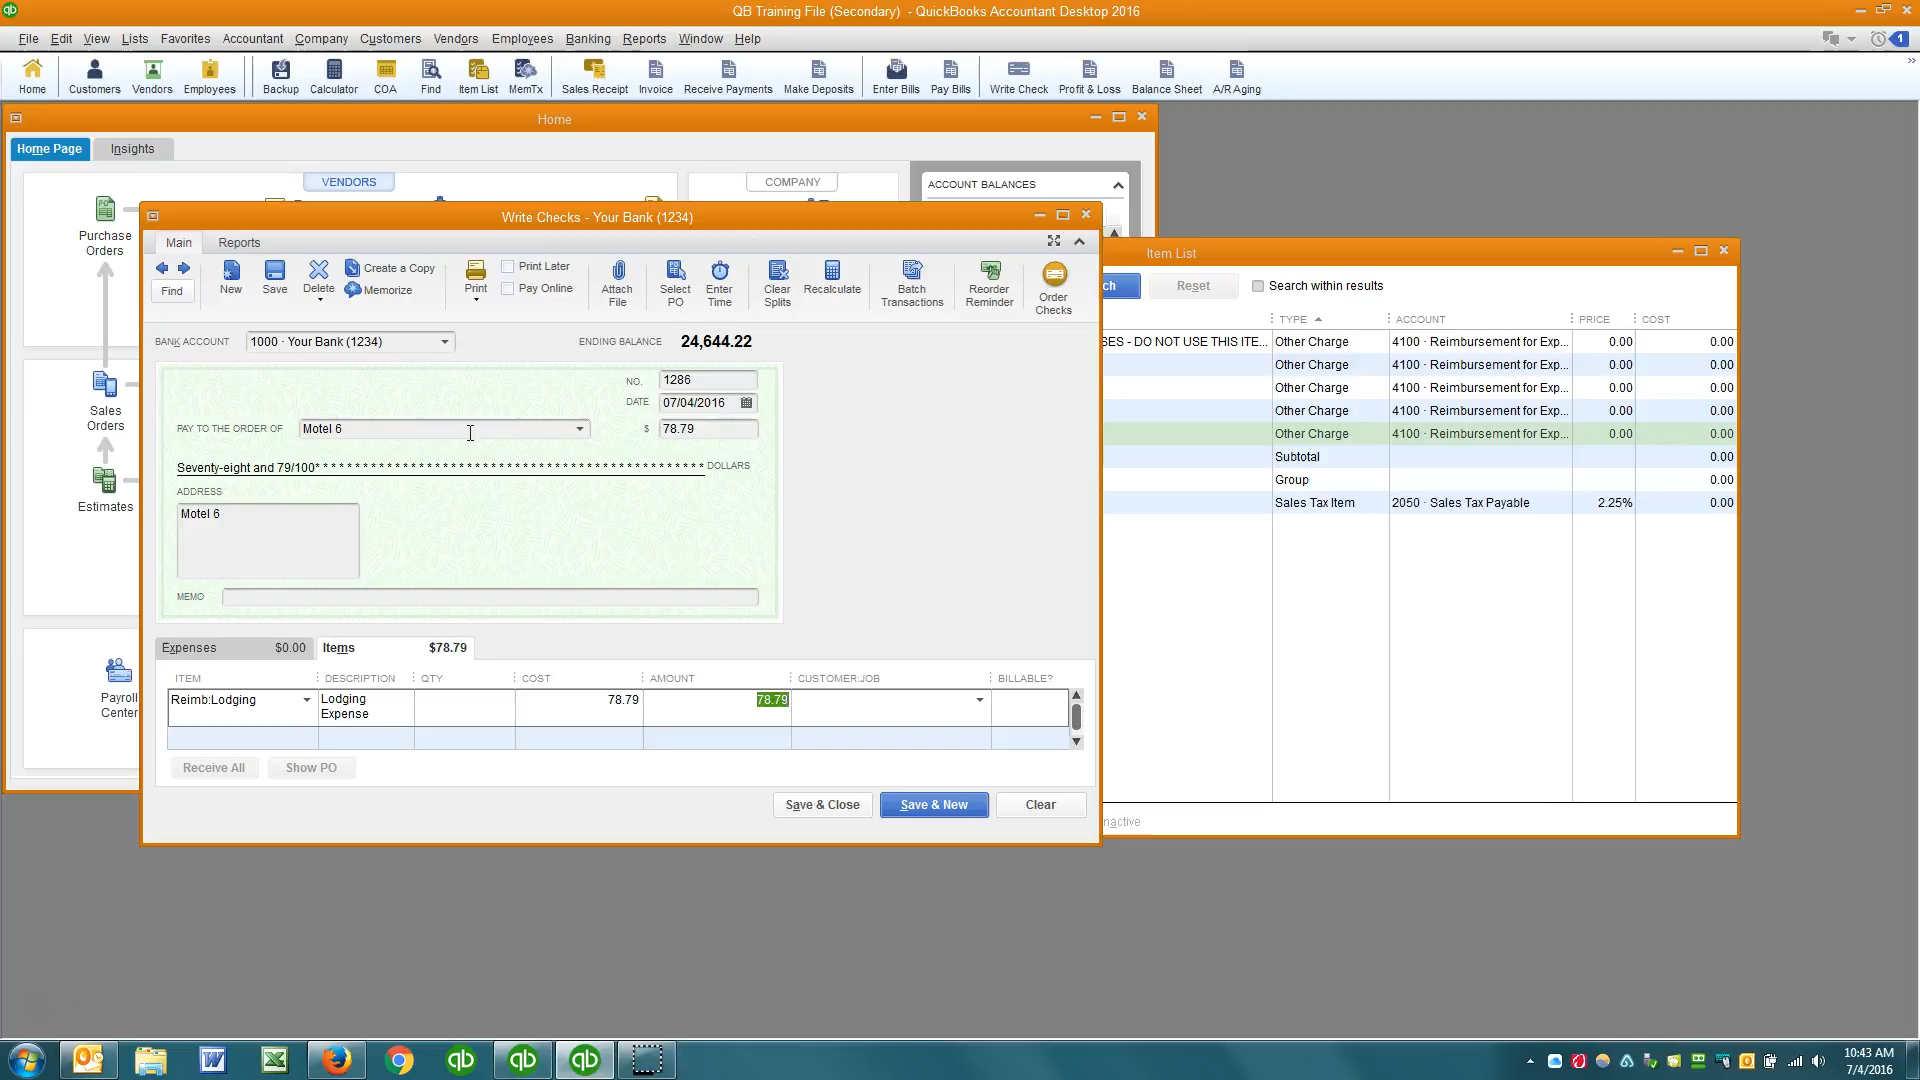 QB Training File (Secondary) - QuickBooks Accountant Desktop 2016
File Edit View Lists Favorites Accountant Company Customers Vendors Employees Banking Reports Window Help
1
Home Customers Vendors Employees Backup Calculator COA Find Item List MemTx Sales Receipt Invoice Receive Payments Make Deposits Enter Bills Pay Bills Write Check Profit & Loss Balance Sheet A/R Aging
Home
Home Page Insights
VENDORS COMPANY ACCOUNT BALANCES
Purchase
Orders
Sales
Orders
Estimates
Payroll
Center
Write Checks - Your Bank (1234)
Main Reports
Find New Save Delete Create a Copy
Memorize
Print Print Later
Pay Online
Attach
File
Select
PO
Enter
Time
Clear
Splits
Recalculate
Batch
Transactions
Reorder
Reminder
Order
Checks
BANK ACCOUNT 1000 · Your Bank (1234) ENDING BALANCE 24,644.22
NO. 1286
DATE 07/04/2016
PAY TO THE ORDER OF Motel 6 $ 78.79
Seventy-eight and 79/100* * * * * * * * * * * * * * * * * * * * * * * * * * * * * * * * * * * * * * * * * * * * * * * * * DOLLARS
ADDRESS
Motel 6
MEMO
Expenses $0.00 Items $78.79
ITEM DESCRIPTION QTY COST AMOUNT CUSTOMER:JOB BILLABLE?
Reimb:Lodging Lodging
Expense 78.79 78.79
Receive All Show PO
Save & Close Save & New Clear
Item List
ch Reset Search within results
TYPE ACCOUNT PRICE COST
SES - DO NOT USE THIS ITE... Other Charge 4100 · Reimbursement for Exp... 0.00 0.00
Other Charge 4100 · Reimbursement for Exp... 0.00 0.00
Other Charge 4100 · Reimbursement for Exp... 0.00 0.00
Other Charge 4100 · Reimbursement for Exp... 0.00 0.00
Other Charge 4100 · Reimbursement for Exp... 0.00 0.00
Subtotal 0.00
Group 0.00
Sales Tax Item 2050 · Sales Tax Payable 2.25% 0.00
nactive
10:43 AM
7/4/2016